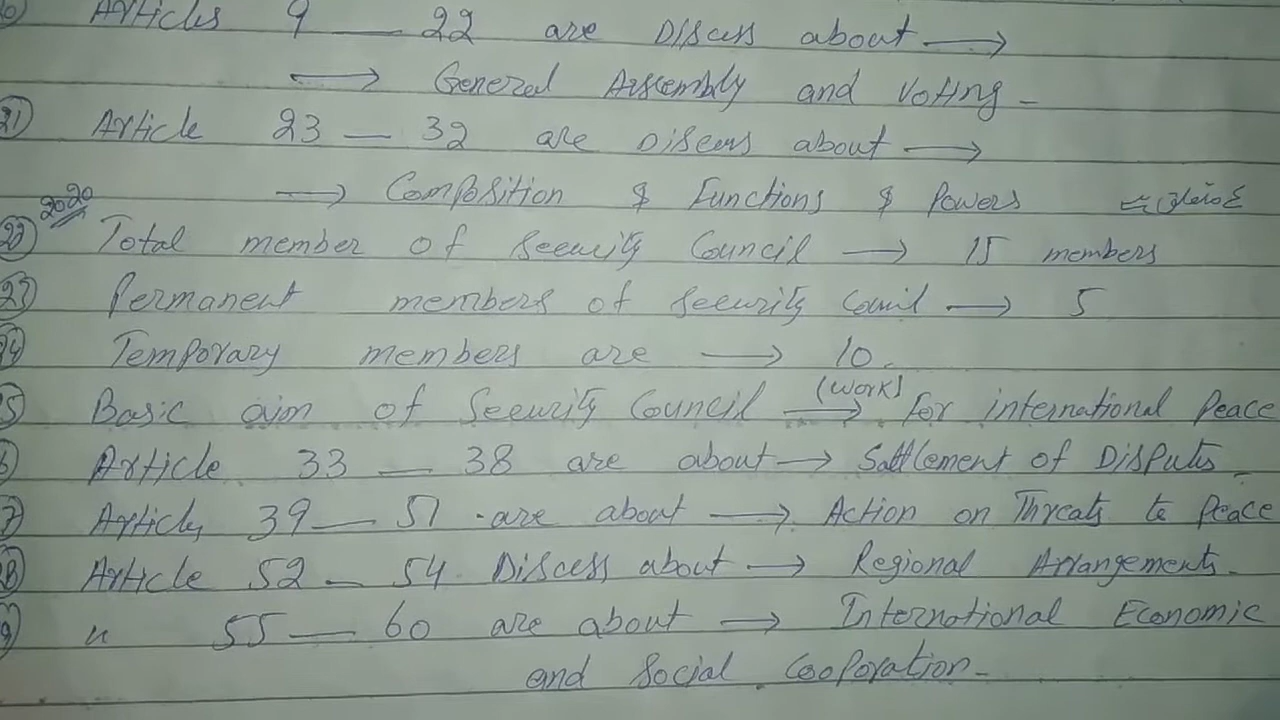 Articles 9 — 22 are Discuss about →
→ General Assembly and Voting -
21) Article 23 — 32 are Discuss about →
→ Composition & Functions & Powers
2020
22) Total member of Security Council → 15 members
23) Permanent members of Security Council → 5
24) Temporary members are → 10.
(work)
25) Basic aim of Security Council → For international Peace
26) Article 33 — 38 are about → Sattlement of Disputes
27) Article 39 — 51 are about → Action on Threats to Peace
28) Article 52 - 54 Discess about → Regional Arrangements -
29) " 55 — 60 are about → International Economic
and Social Cooporation -